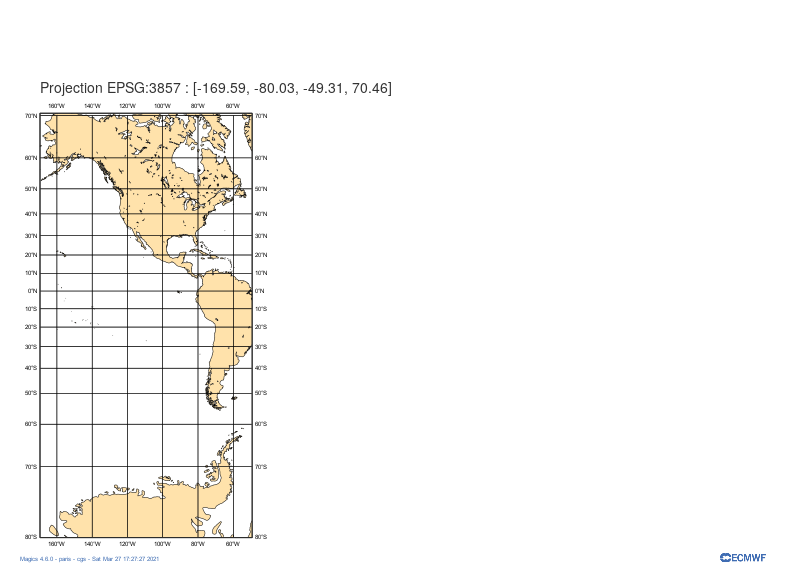 Projection EPSG:3857 : [-169.59, -80.03, -49.31, 70.46]
160°W 140°W 120°W 100°W 80°W 60°W
70°N 70°N
60°N 60°N
50°N 50°N
40°N 40°N
30°N 30°N
20°N 20°N
10°N 10°N
0°N 0°N
10°S 10°S
20°S 20°S
30°S 30°S
40°S 40°S
50°S 50°S
60°S 60°S
70°S 70°S
80°S 80°S
160°W 140°W 120°W 100°W 80°W 60°W
Magics 4.6.0 - paris - cgs - Sat Mar 27 17:27:27 2021
ECMWF